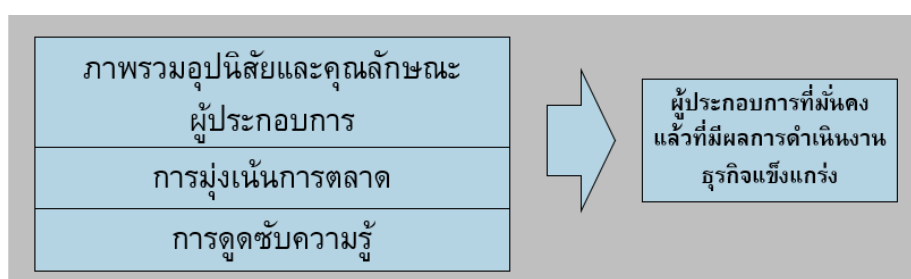 ภาพรวมอุปนิสัยและคุณลักษณะ
ผู้ประกอบการ
การมุ่งเน้นการตลาด
การดูดซับความรู้
ผู้ประกอบการที่มั่นคง
แล้วที่มีผลการดำเนินงาน
ธุรกิจแข็งแกร่ง